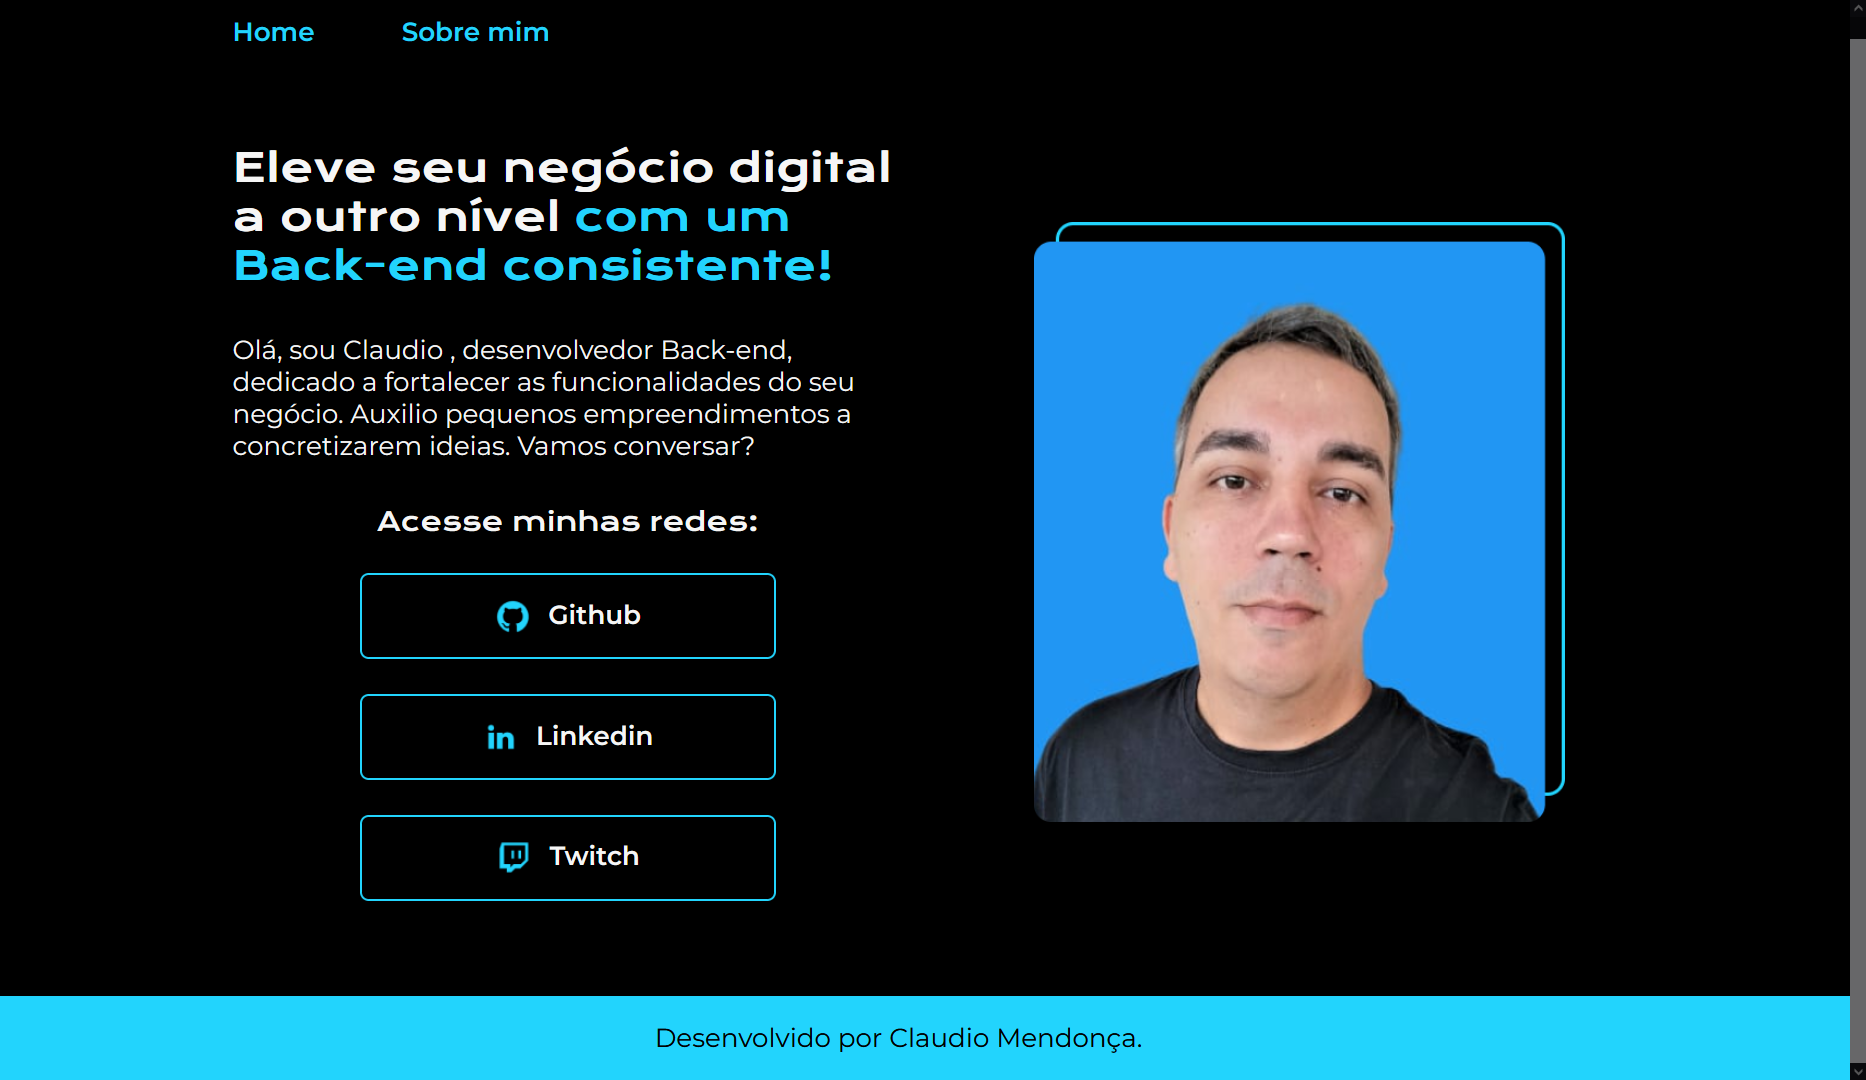 Home Sobre mim
Eleve seu negócio digital
a outro nível com um
Back-end consistente!
Olá, sou Claudio , desenvolvedor Back-end,
dedicado a fortalecer as funcionalidades do seu
negócio. Auxilio pequenos empreendimentos a
concretizarem ideias. Vamos conversar?
Acesse minhas redes:
Github
Linkedin
Twitch
Desenvolvido por Claudio Mendonça.